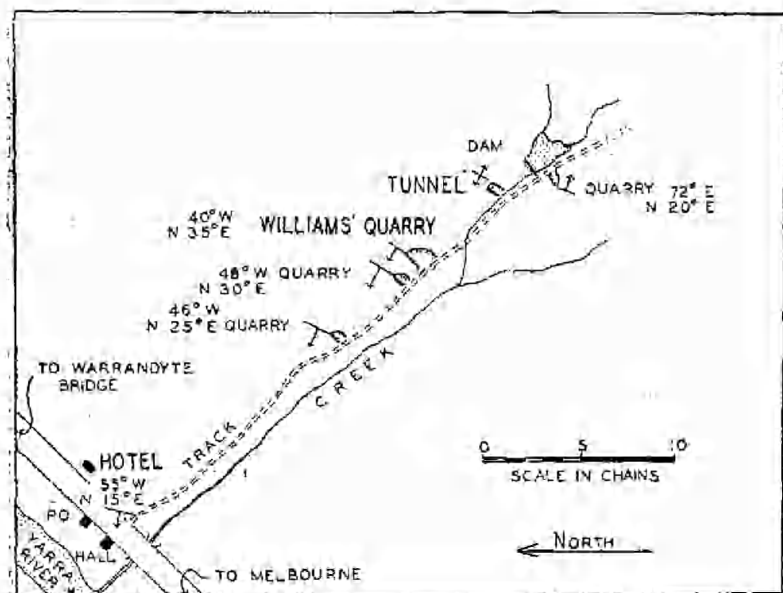 DAM
TUNNEL
QUARRY 72° E
N 20° E
40° W
N 35° E
WILLIAMS' QUARRY
48° W QUARRY
N 30° E
46° W
N 25° E QUARRY
TO WARRANDYTE
BRIDGE
TRACK
CREEK
HOTEL
55° W
N 15° E
PO
HALL
YARRA
RIVER
TO MELBOURNE
0 5 10
SCALE IN CHAINS
NORTH